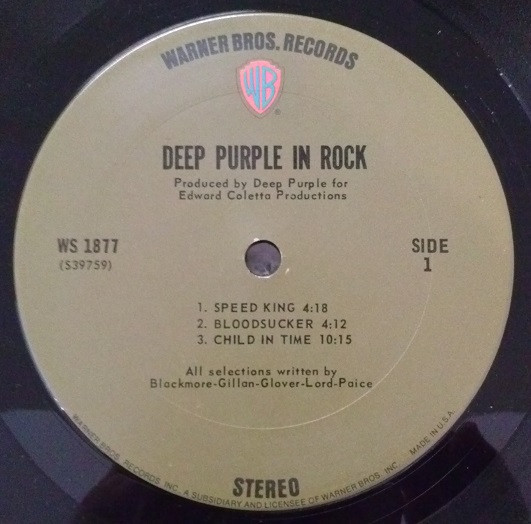 WARNER BROS. RECORDS
WB
®
DEEP PURPLE IN ROCK
Produced by Deep Purple for
Edward Coletta Productions
WS 1877
(S39759)
SIDE
1
1. SPEED KING 4:18
2. BLOODSUCKER 4:12
3. CHILD IN TIME 10:15
All selections written by
Blackmore-Gillan-Glover-Lord-Paice
STEREO
WARNER BROS. RECORDS INC., A SUBSIDIARY AND LICENSEE OF WARNER BROS. INC. MADE IN U.S.A.